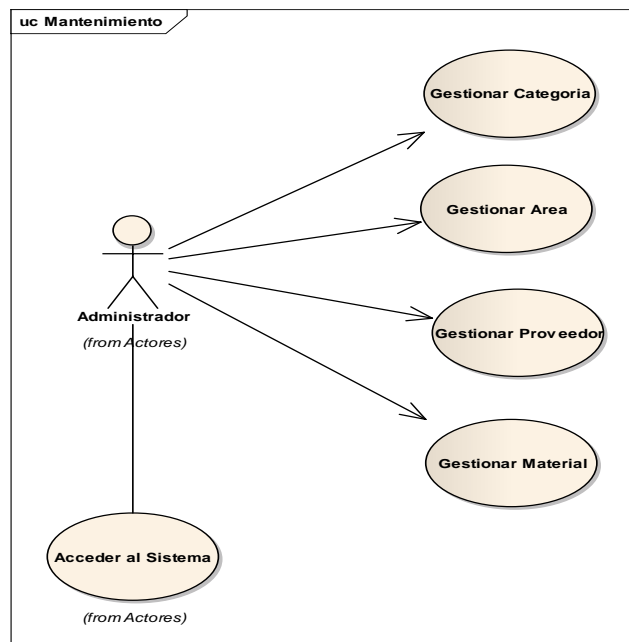 uc Mantenimiento
Gestionar Categoria
Gestionar Area
Administrador
(from Actores)
Gestionar Proveedor
Gestionar Material
Acceder al Sistema
(from Actores)